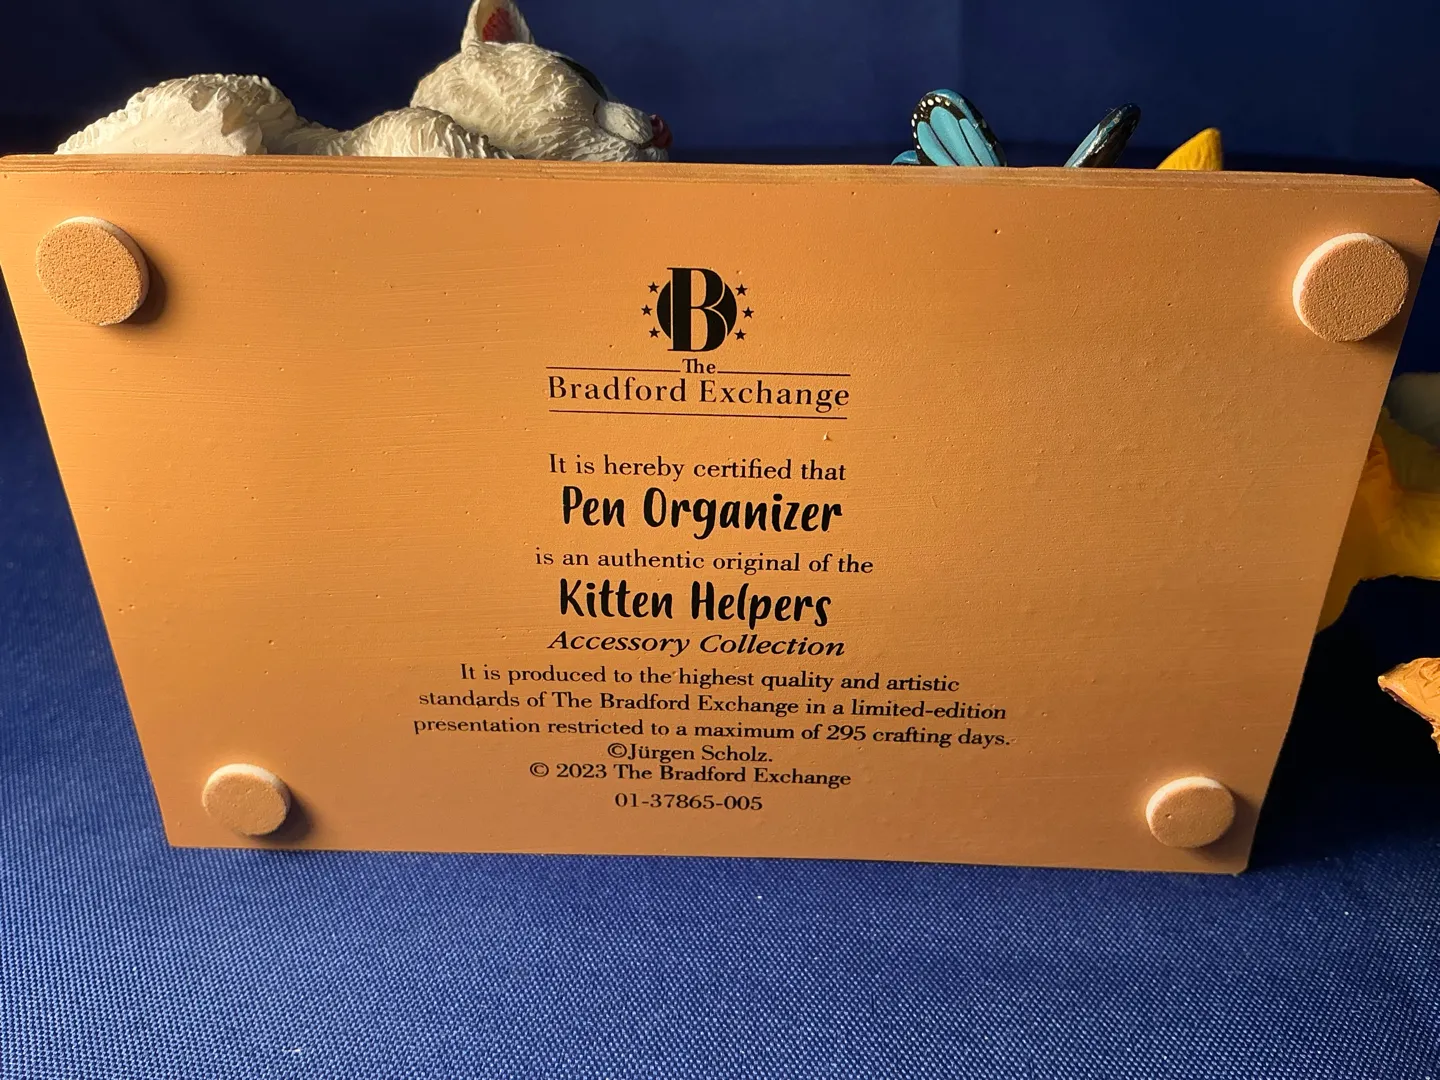 B
The
Bradford Exchange
It is hereby certified that
Pen Organizer
is an authentic original of the
Kitten Helpers
Accessory Collection
It is produced to the highest quality and artistic
standards of The Bradford Exchange in a limited-edition
presentation restricted to a maximum of 295 crafting days.
©Jürgen Scholz.
© 2023 The Bradford Exchange
01-37865-005